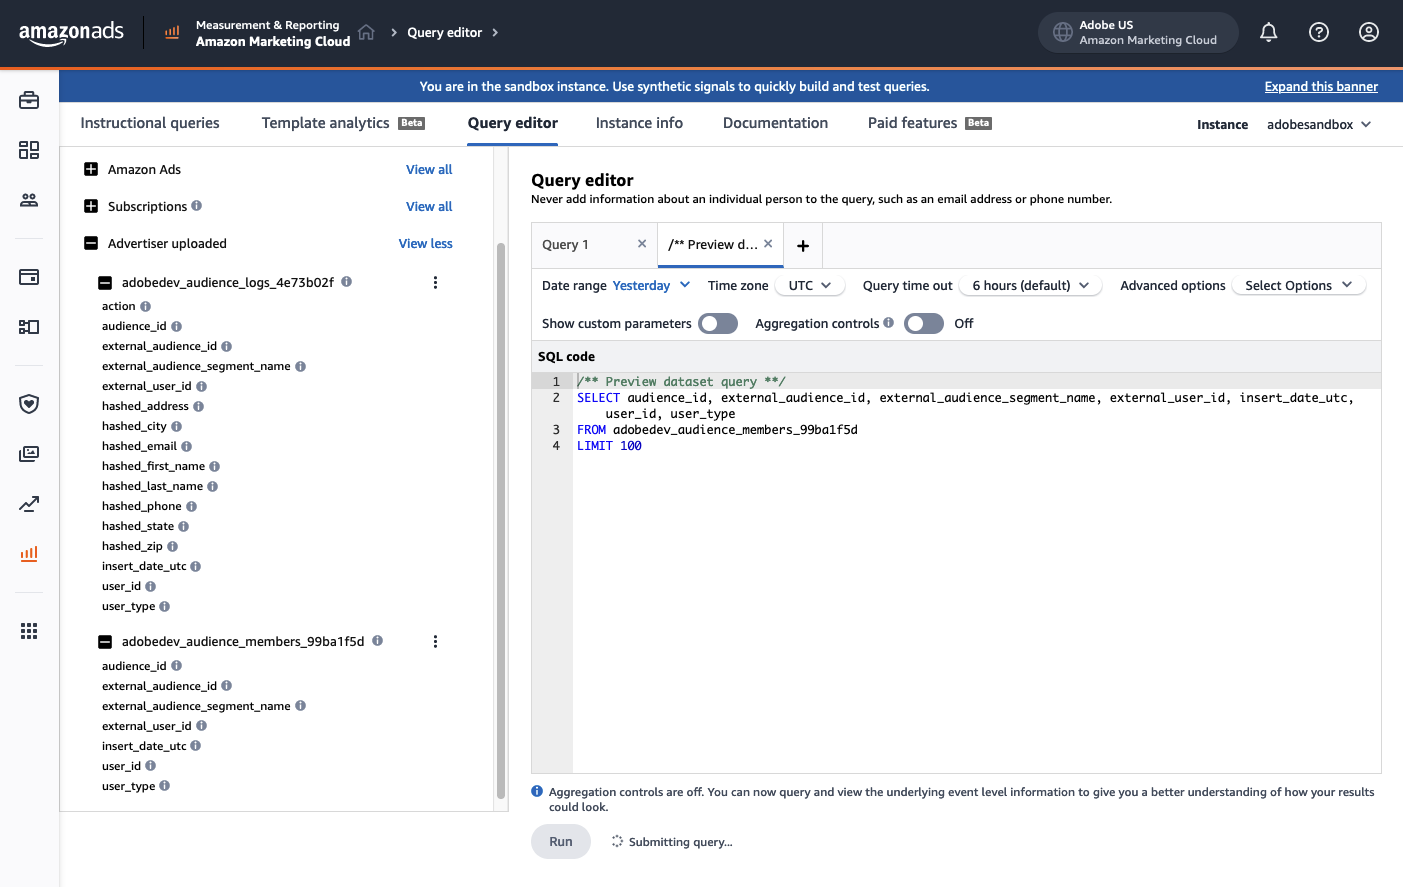 amazonads
Measurement & Reporting
Amazon Marketing Cloud
Query editor
Adobe US
Amazon Marketing Cloud
You are in the sandbox instance. Use synthetic signals to quickly build and test queries.
Expand this banner
Instructional queries
Template analytics Beta
Query editor
Instance info
Documentation
Paid features Beta
Instance adobesandbox
Amazon Ads View all
Subscriptions View all
Advertiser uploaded View less
adobedev_audience_logs_4e73b02f
action
audience_id
external_audience_id
external_audience_segment_name
external_user_id
hashed_address
hashed_city
hashed_email
hashed_first_name
hashed_last_name
hashed_phone
hashed_state
hashed_zip
insert_date_utc
user_id
user_type
adobedev_audience_members_99ba1f5d
audience_id
external_audience_id
external_audience_segment_name
external_user_id
insert_date_utc
user_id
user_type
Query editor
Never add information about an individual person to the query, such as an email address or phone number.
Query 1
/** Preview d...
Date range Yesterday Time zone UTC Query time out 6 hours (default) Advanced options Select Options
Show custom parameters Aggregation controls Off
SQL code
1 /** Preview dataset query **/
2 SELECT audience_id, external_audience_id, external_audience_segment_name, external_user_id, insert_date_utc,
user_id, user_type
3 FROM adobedev_audience_members_99ba1f5d
4 LIMIT 100
Aggregation controls are off. You can now query and view the underlying event level information to give you a better understanding of how your results
could look.
Run Submitting query...